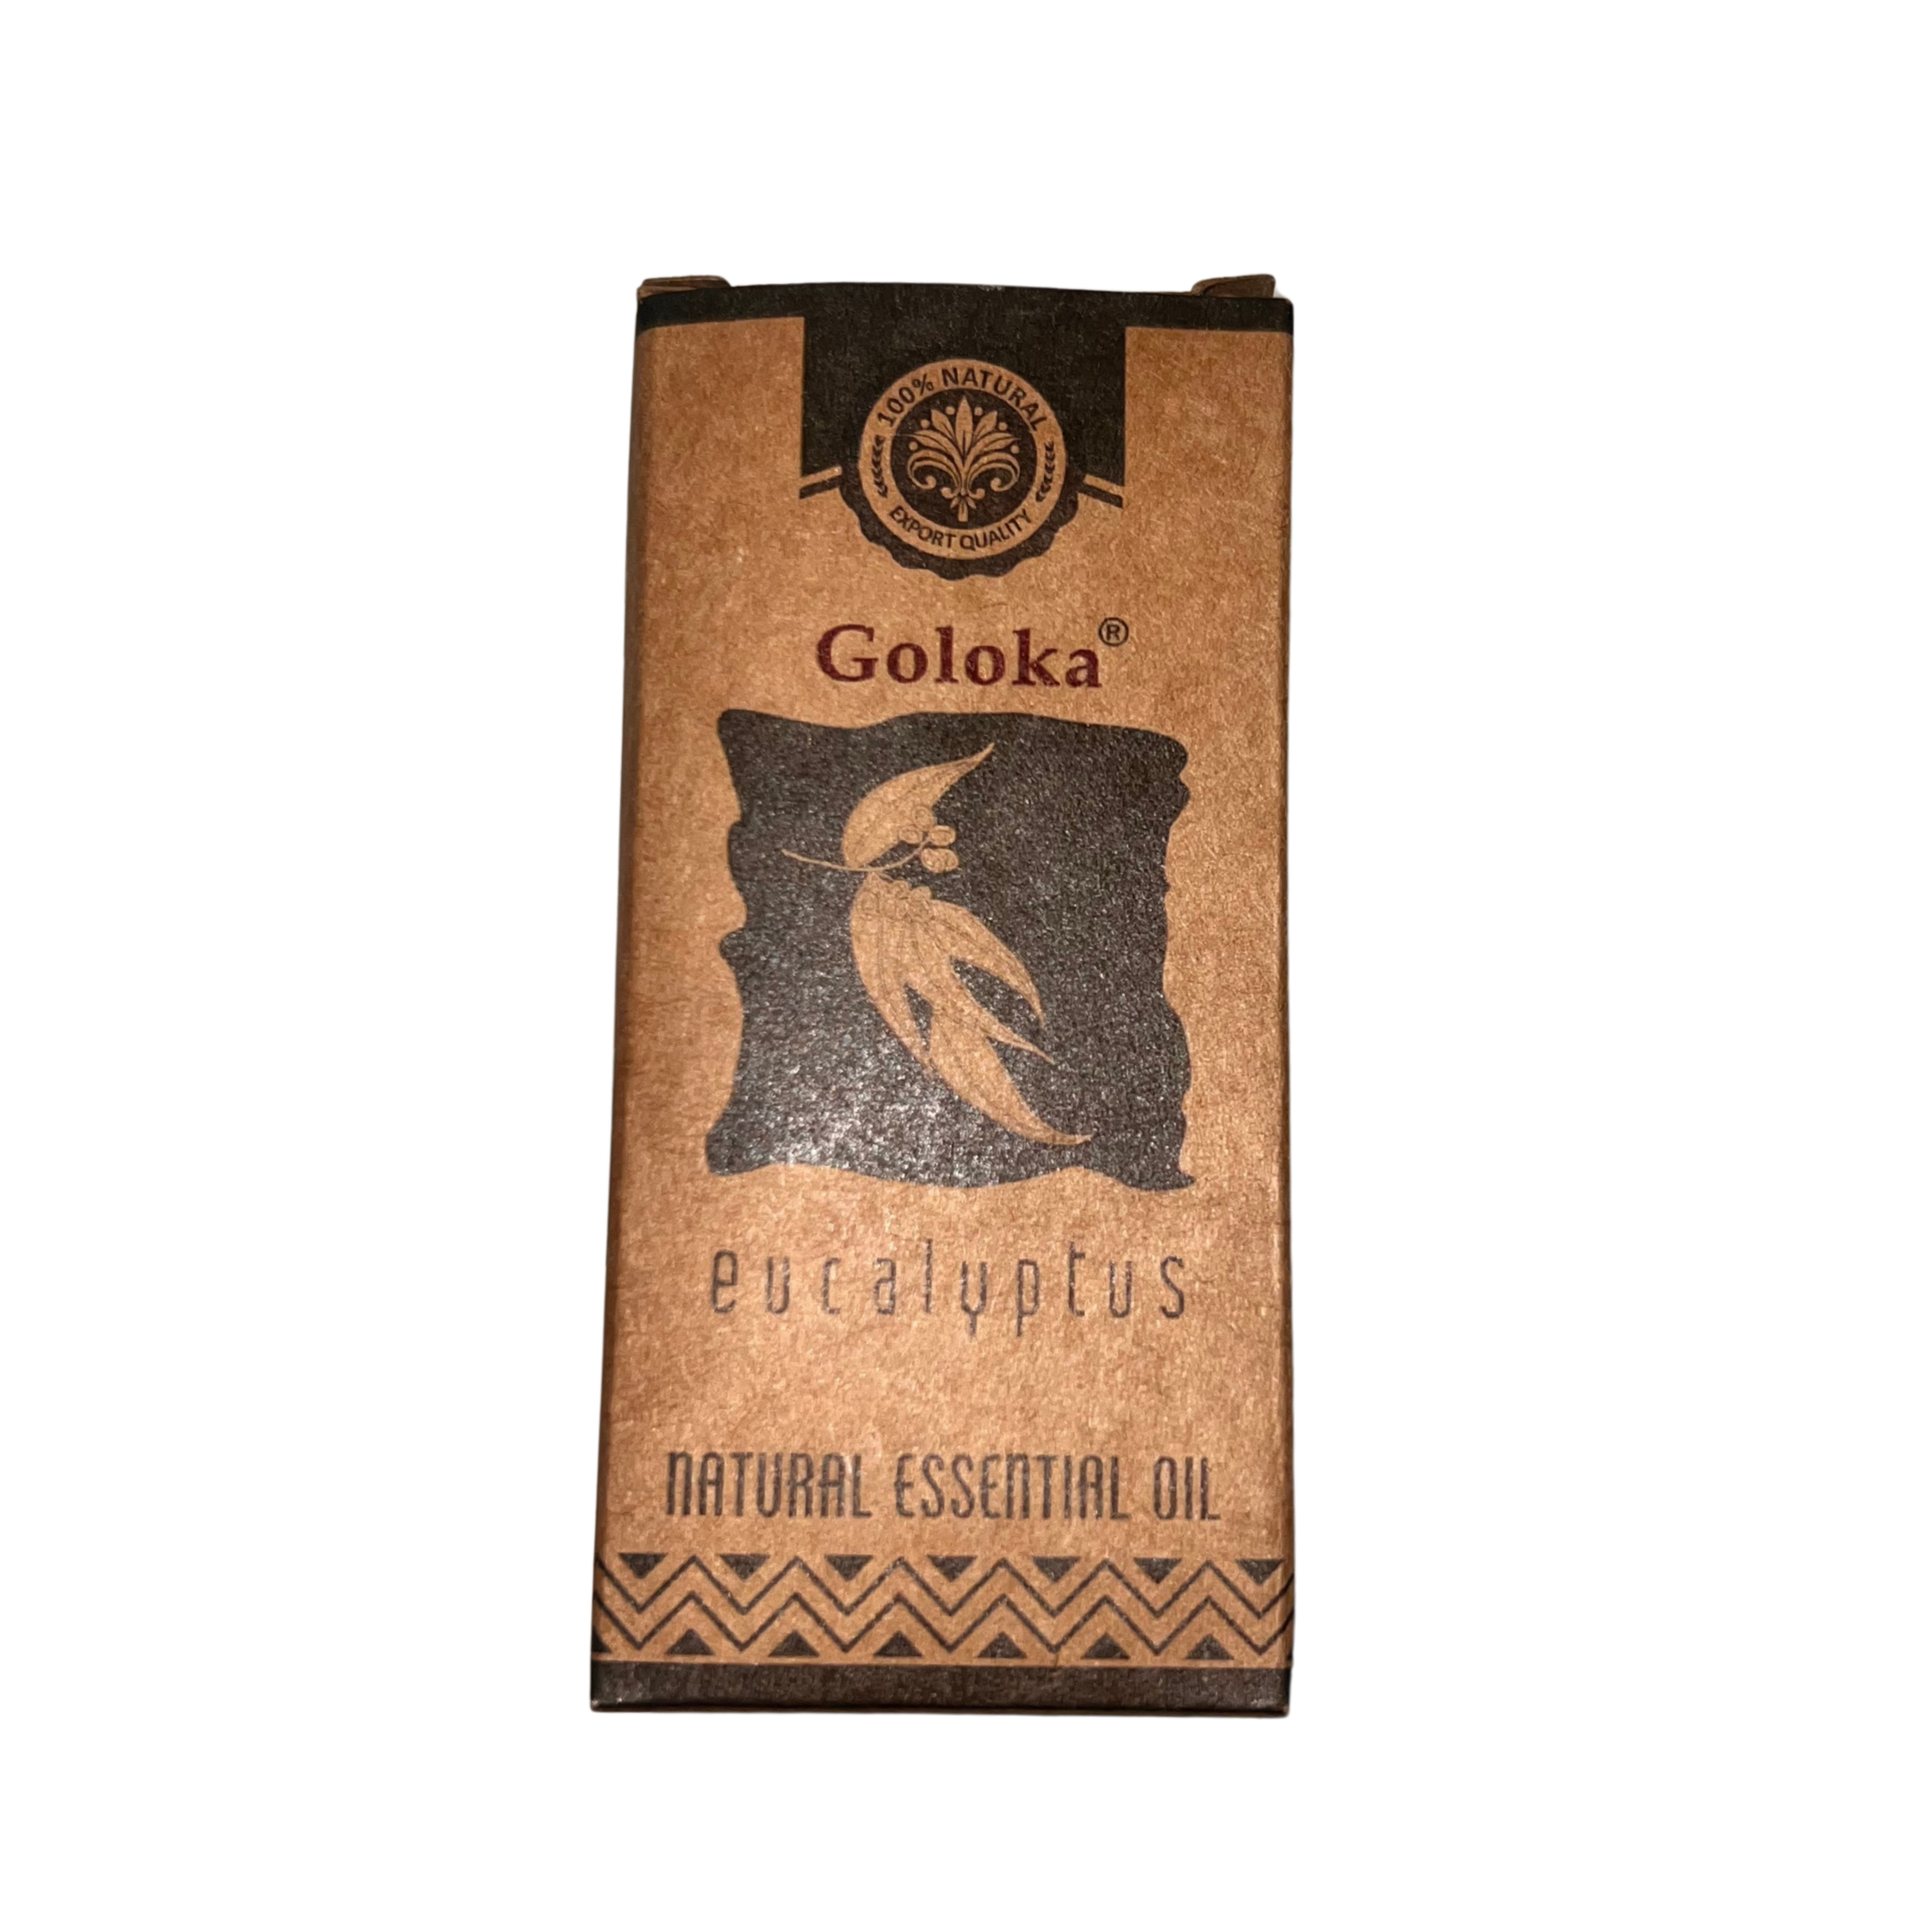 100% NATURAL
EXPORT QUALITY
Goloka®
eucalyptus
NATURAL ESSENTIAL OIL